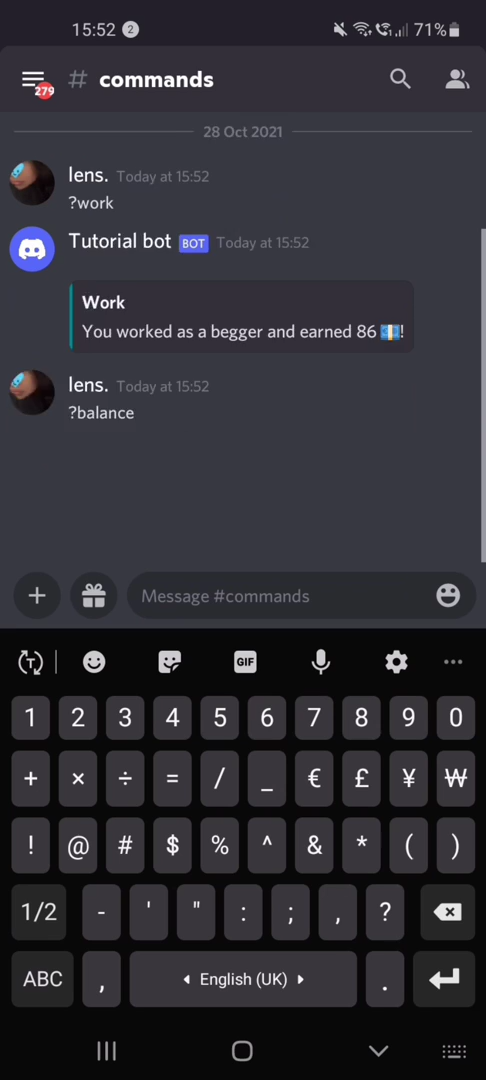 15:52 2 71%
279 # commands
28 Oct 2021
lens. Today at 15:52
?work
Tutorial bot BOT Today at 15:52
Work
You worked as a begger and earned 86 💶!
lens. Today at 15:52
?balance
Message #commands
T GIF
1 2 3 4 5 6 7 8 9 0
+ × ÷ = / _ € £ ¥ ₩
! @ # $ % ^ & * ( )
1/2 - ' " : ; , ?
ABC , English (UK) .